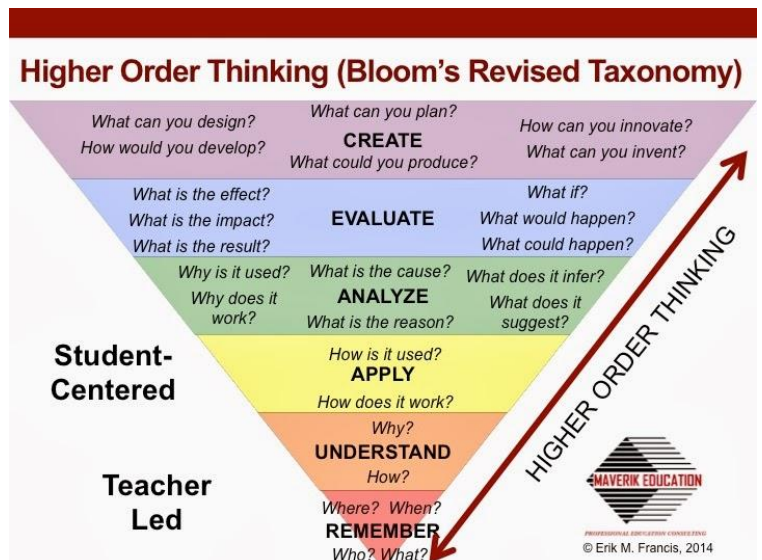 Higher Order Thinking (Bloom's Revised Taxonomy)
What can you design?
How would you develop?
What can you plan?
CREATE
What could you produce?
How can you innovate?
What can you invent?
What is the effect?
What is the impact?
What is the result?
EVALUATE
What if?
What would happen?
What could happen?
Why is it used?
Why does it
work?
What is the cause?
ANALYZE
What is the reason?
What does it infer?
What does it
suggest?
Student-
Centered
How is it used?
APPLY
How does it work?
Why?
UNDERSTAND
How?
Teacher
Led
Where? When?
REMEMBER
Who? What?
HIGHER ORDER THINKING
MAVERIK EDUCATION
PROFESSIONAL EDUCATION CONSULTING
© Erik M. Francis, 2014